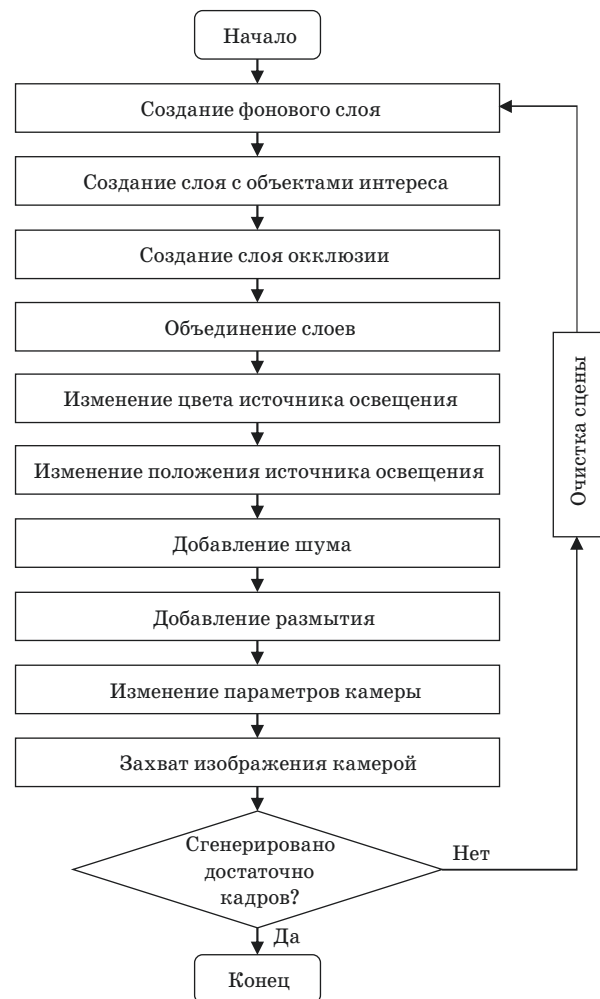 Начало
Создание фонового слоя
Создание слоя с объектами интереса
Создание слоя окклюзии
Объединение слоев
Изменение цвета источника освещения
Изменение положения источника освещения
Добавление шума
Добавление размытия
Изменение параметров камеры
Захват изображения камерой
Сгенерировано
достаточно
кадров?
Нет
Очистка сцены
Да
Конец